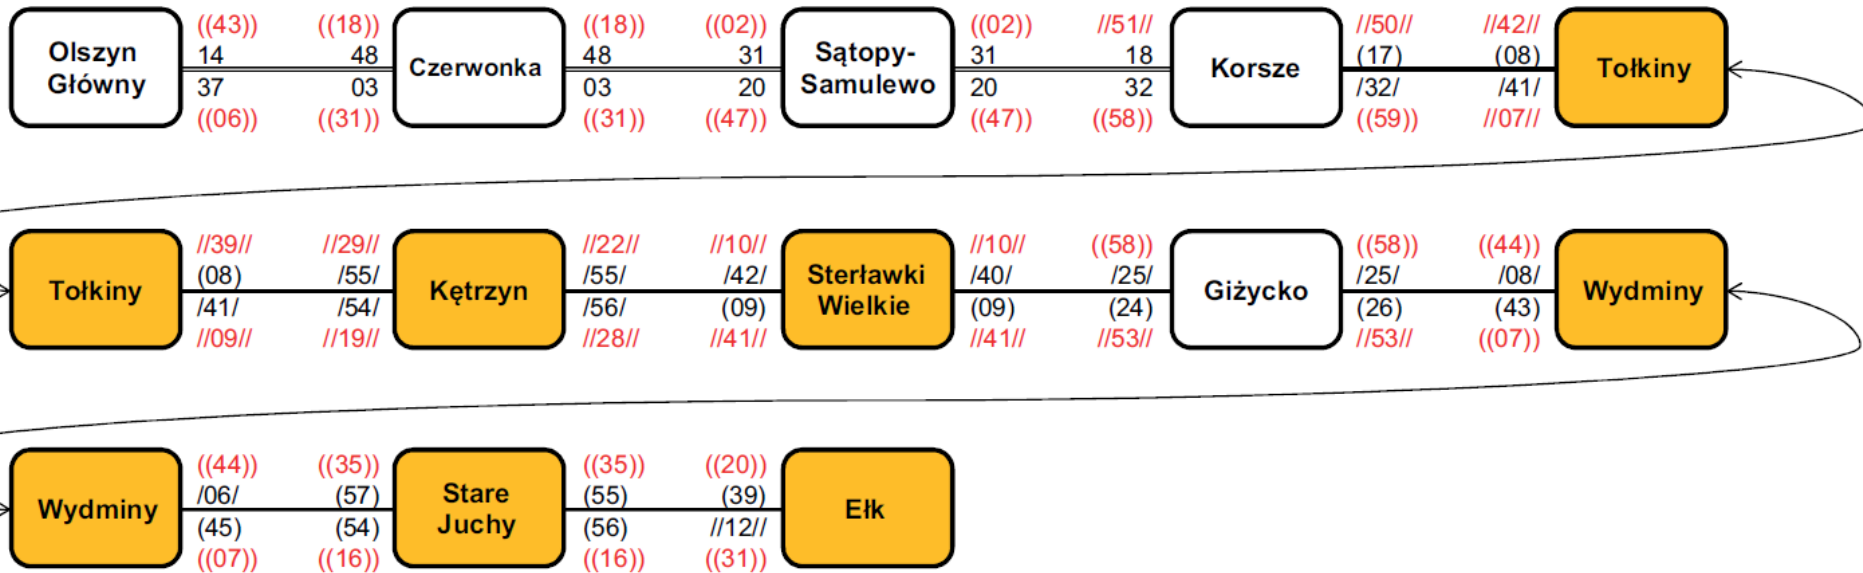 ((43)) ((18)) ((18)) ((02)) ((02)) //51// //50// //42//
Olszyn Główny 14 48 Czerwonka 48 31 Sątopy-Samulewo 31 18 Korsze (17) (08) Tołkiny
37 03 03 20 20 32 /32/ /41/
((06)) ((31)) ((31)) ((47)) ((47)) ((58)) ((59)) //07//
//39// //29// //22// //10// //10// ((58)) ((58)) ((44))
Tołkiny (08) /55/ Kętrzyn /55/ /42/ Sterławki Wielkie /40/ /25/ Giżycko /25/ /08/ Wydminy
/41/ /54/ /56/ (09) (09) (24) (26) (43)
//09// //19// //28// //41// //41// //53// //53// ((07))
((44)) ((35)) ((35)) ((20))
Wydminy /06/ (57) Stare Juchy (55) (39) Ełk
(45) (54) (56) //12//
((07)) ((16)) ((16)) ((31))